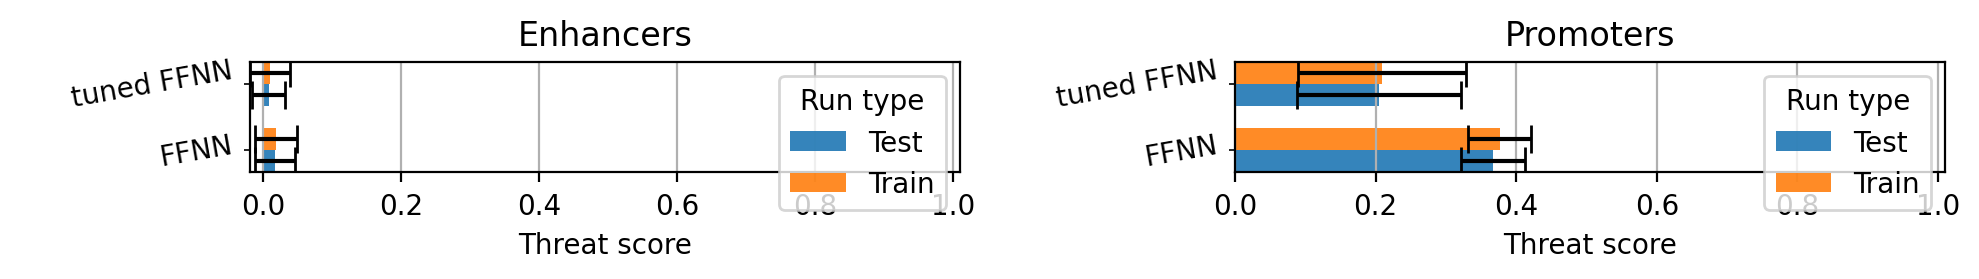 Enhancers
tuned FFNN
FFNN
Run type
Test
Train
0.0 0.2 0.4 0.6 0.8 1.0
Threat score
Promoters
tuned FFNN
FFNN
Run type
Test
Train
0.0 0.2 0.4 0.6 0.8 1.0
Threat score